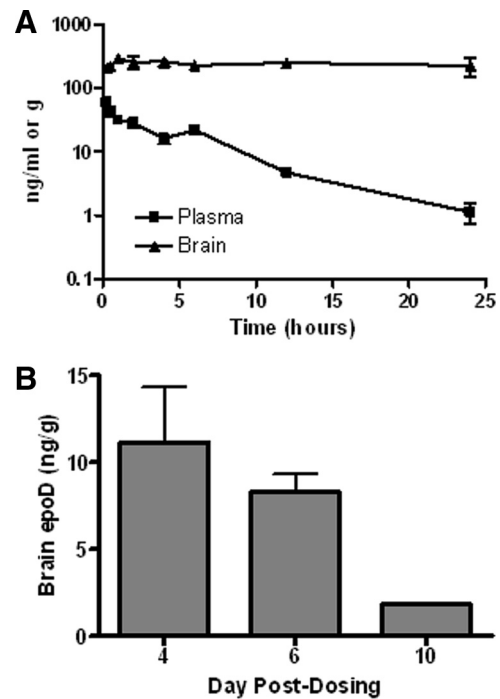 A
1000
100
10
1
0.1
ng/ml or g
Plasma
Brain
0 5 10 15 20 25
Time (hours)
B
15
10
5
0
Brain epoD (ng/g)
4 6 10
Day Post-Dosing